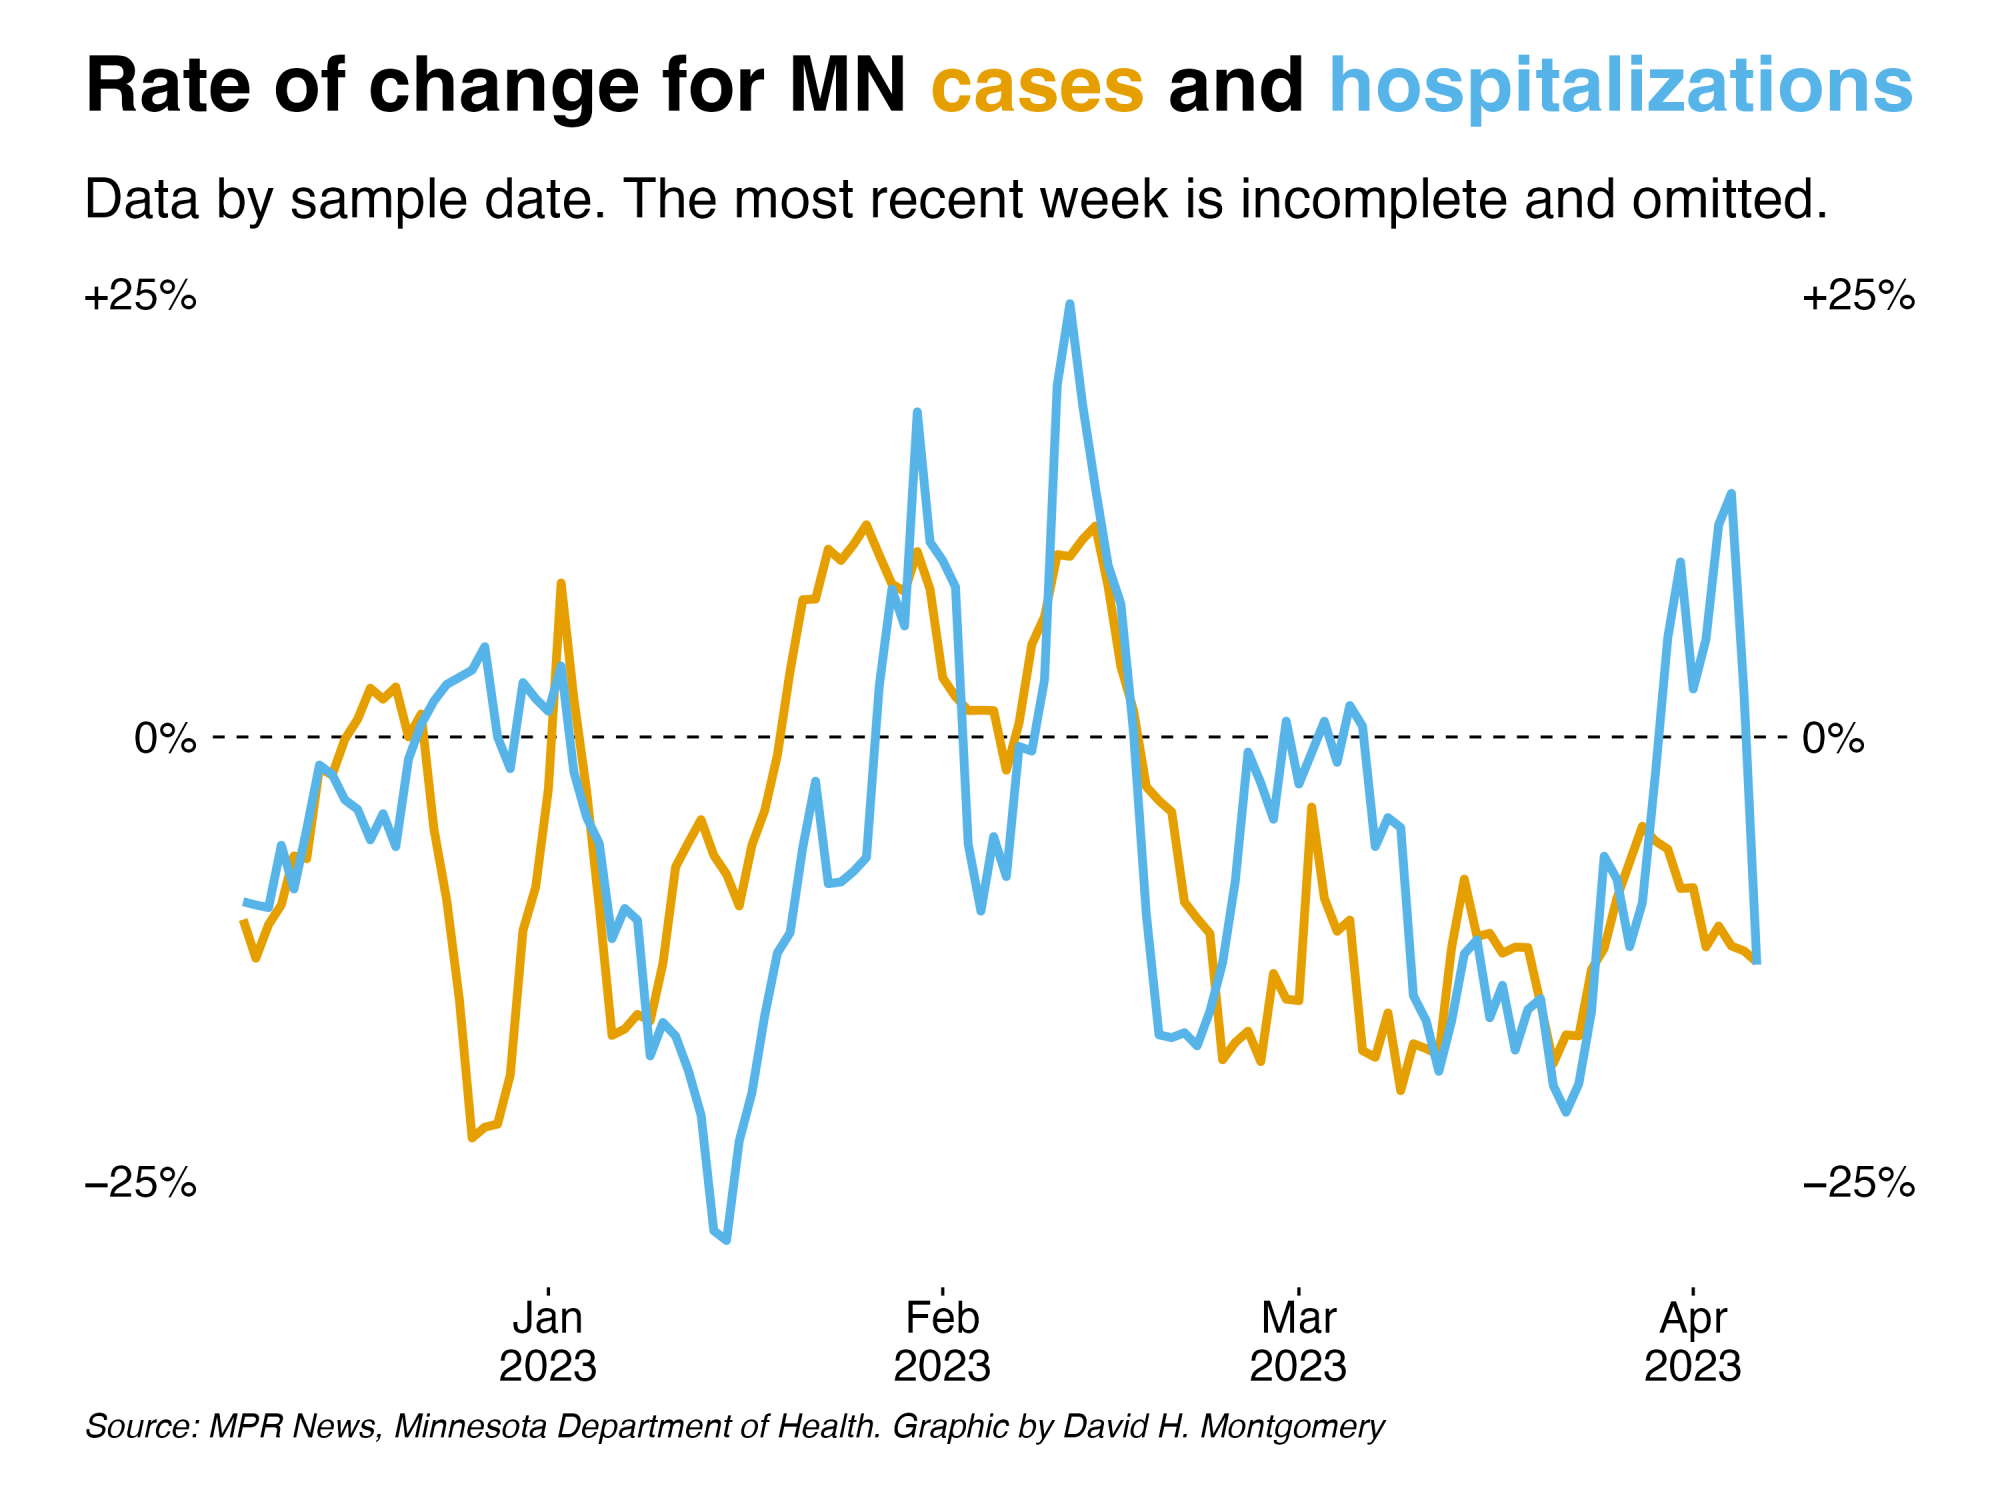 Rate of change for MN cases and hospitalizations
Data by sample date. The most recent week is incomplete and omitted.
+25% +25%
0% 0%
−25% −25%
Jan Feb Mar Apr
2023 2023 2023 2023
Source: MPR News, Minnesota Department of Health. Graphic by David H. Montgomery